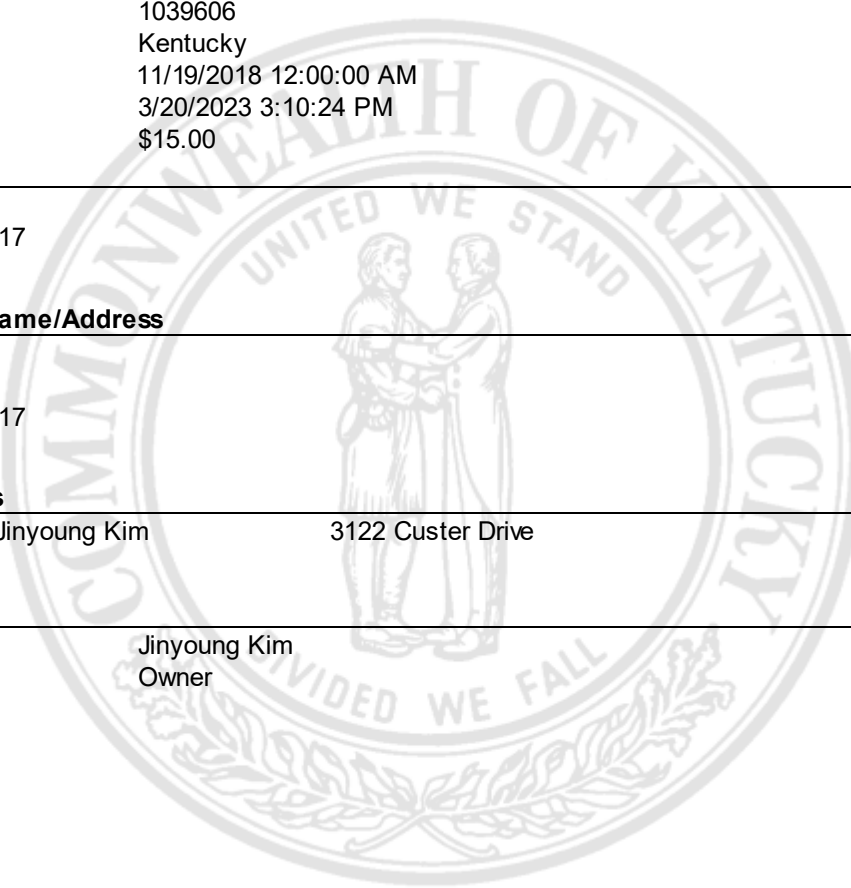 1039606
Kentucky
11/19/2018 12:00:00 AM
3/20/2023 3:10:24 PM
$15.00
17
ame/Address
17
s
Jinyoung Kim 3122 Custer Drive
Jinyoung Kim
Owner
COMMONWEALTH OF KENTUCKY
UNITED WE STAND
DIVIDED WE FALL